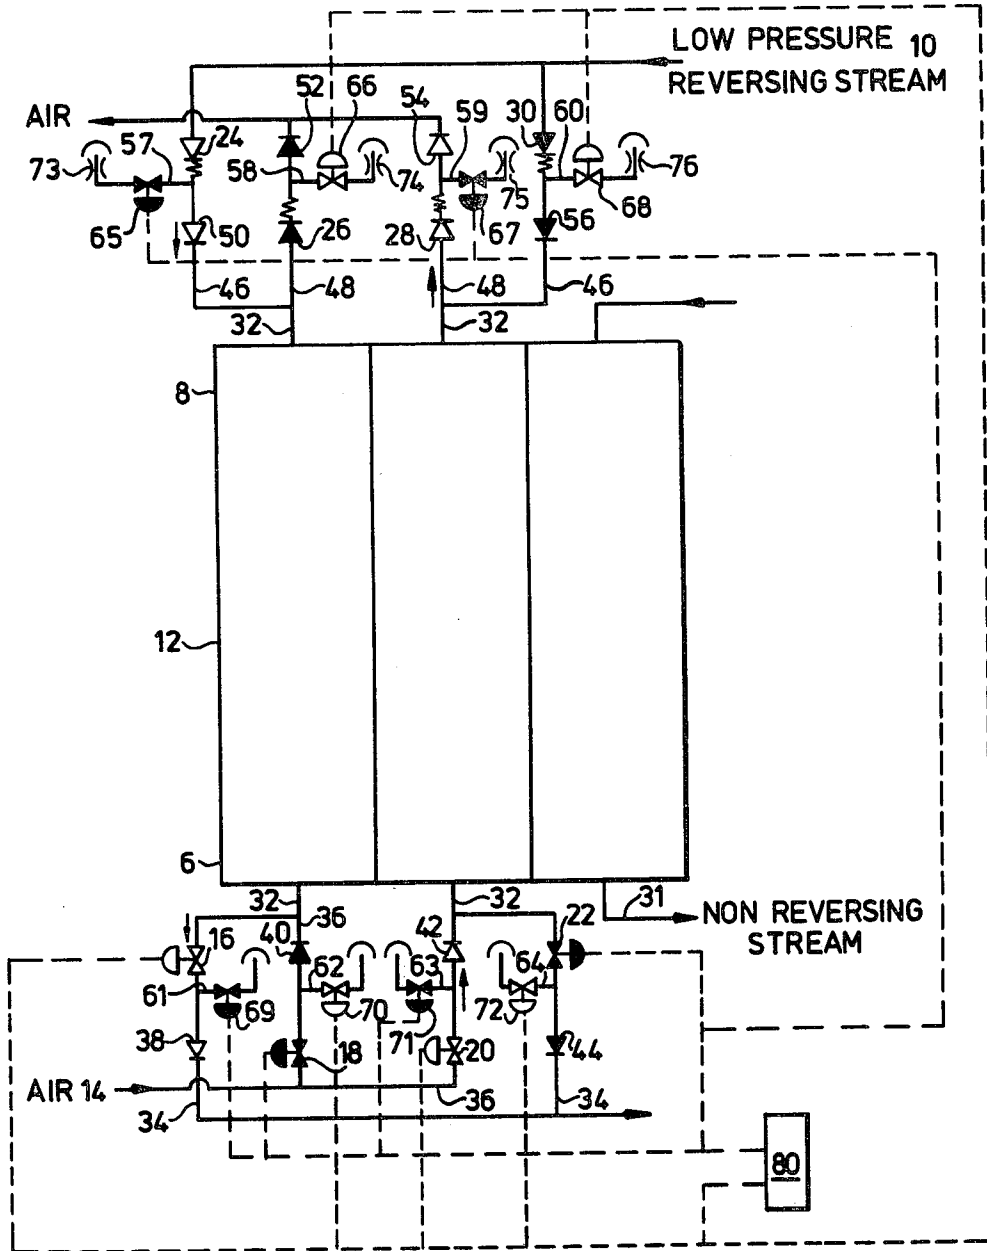 LOW PRESSURE 10
REVERSING STREAM
AIR
52 66 54 59 30 60
57 24
73 58 74 75 76
68
65 50 26 28 67 56
46 48 48 46
32 32
8
12
6
32 36 32 31
NON REVERSING
STREAM
16 40 42 22
61 62 63 64
69 70 71 72
38 18 20 44
AIR 14
34 36 34
80